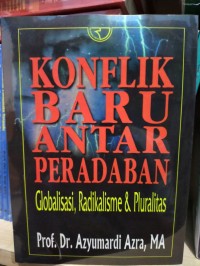 KONFLIK
BARU
ANTAR
PERADABAN
Globalisasi, Radikalisme & Pluralitas
Prof. Dr. Azyumardi Azra, MA